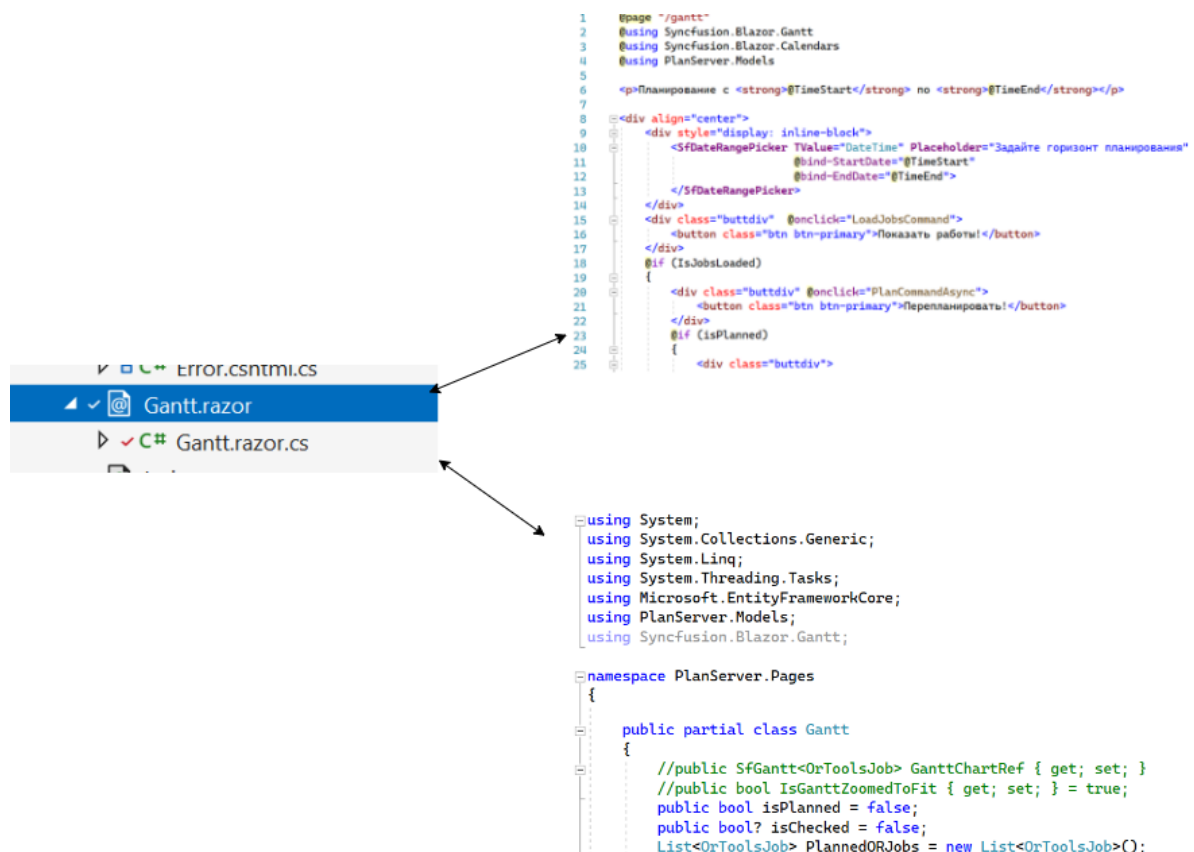 1 @page "/gantt"
2 @using Syncfusion.Blazor.Gantt
3 @using Syncfusion.Blazor.Calendars
4 @using PlanServer.Models
5
6 <p>Планирование с <strong>@TimeStart</strong> по <strong>@TimeEnd</strong></p>
7
8 <div align="center">
9 <div style="display: inline-block">
10 <SfDateRangePicker TValue="DateTime" Placeholder="Задайте горизонт планирования"
11 @bind-StartDate="@TimeStart"
12 @bind-EndDate="@TimeEnd">
13 </SfDateRangePicker>
14 </div>
15 <div class="buttdiv" @onclick="LoadJobsCommand">
16 <button class="btn btn-primary">Показать работы!</button>
17 </div>
18 @if (IsJobsLoaded)
19 {
20 <div class="buttdiv" @onclick="PlanCommandAsync">
21 <button class="btn btn-primary">Перепланировать!</button>
22 </div>
23 @if (isPlanned)
24 {
25 <div class="buttdiv">
C# Error.cshtml.cs
Gantt.razor
C# Gantt.razor.cs
using System;
using System.Collections.Generic;
using System.Linq;
using System.Threading.Tasks;
using Microsoft.EntityFrameworkCore;
using PlanServer.Models;
using Syncfusion.Blazor.Gantt;
namespace PlanServer.Pages
{
public partial class Gantt
{
//public SfGantt<OrToolsJob> GanttChartRef { get; set; }
//public bool IsGanttZoomedToFit { get; set; } = true;
public bool isPlanned = false;
public bool? isChecked = false;
List<OrToolsJob> PlannedORJobs = new List<OrToolsJob>();